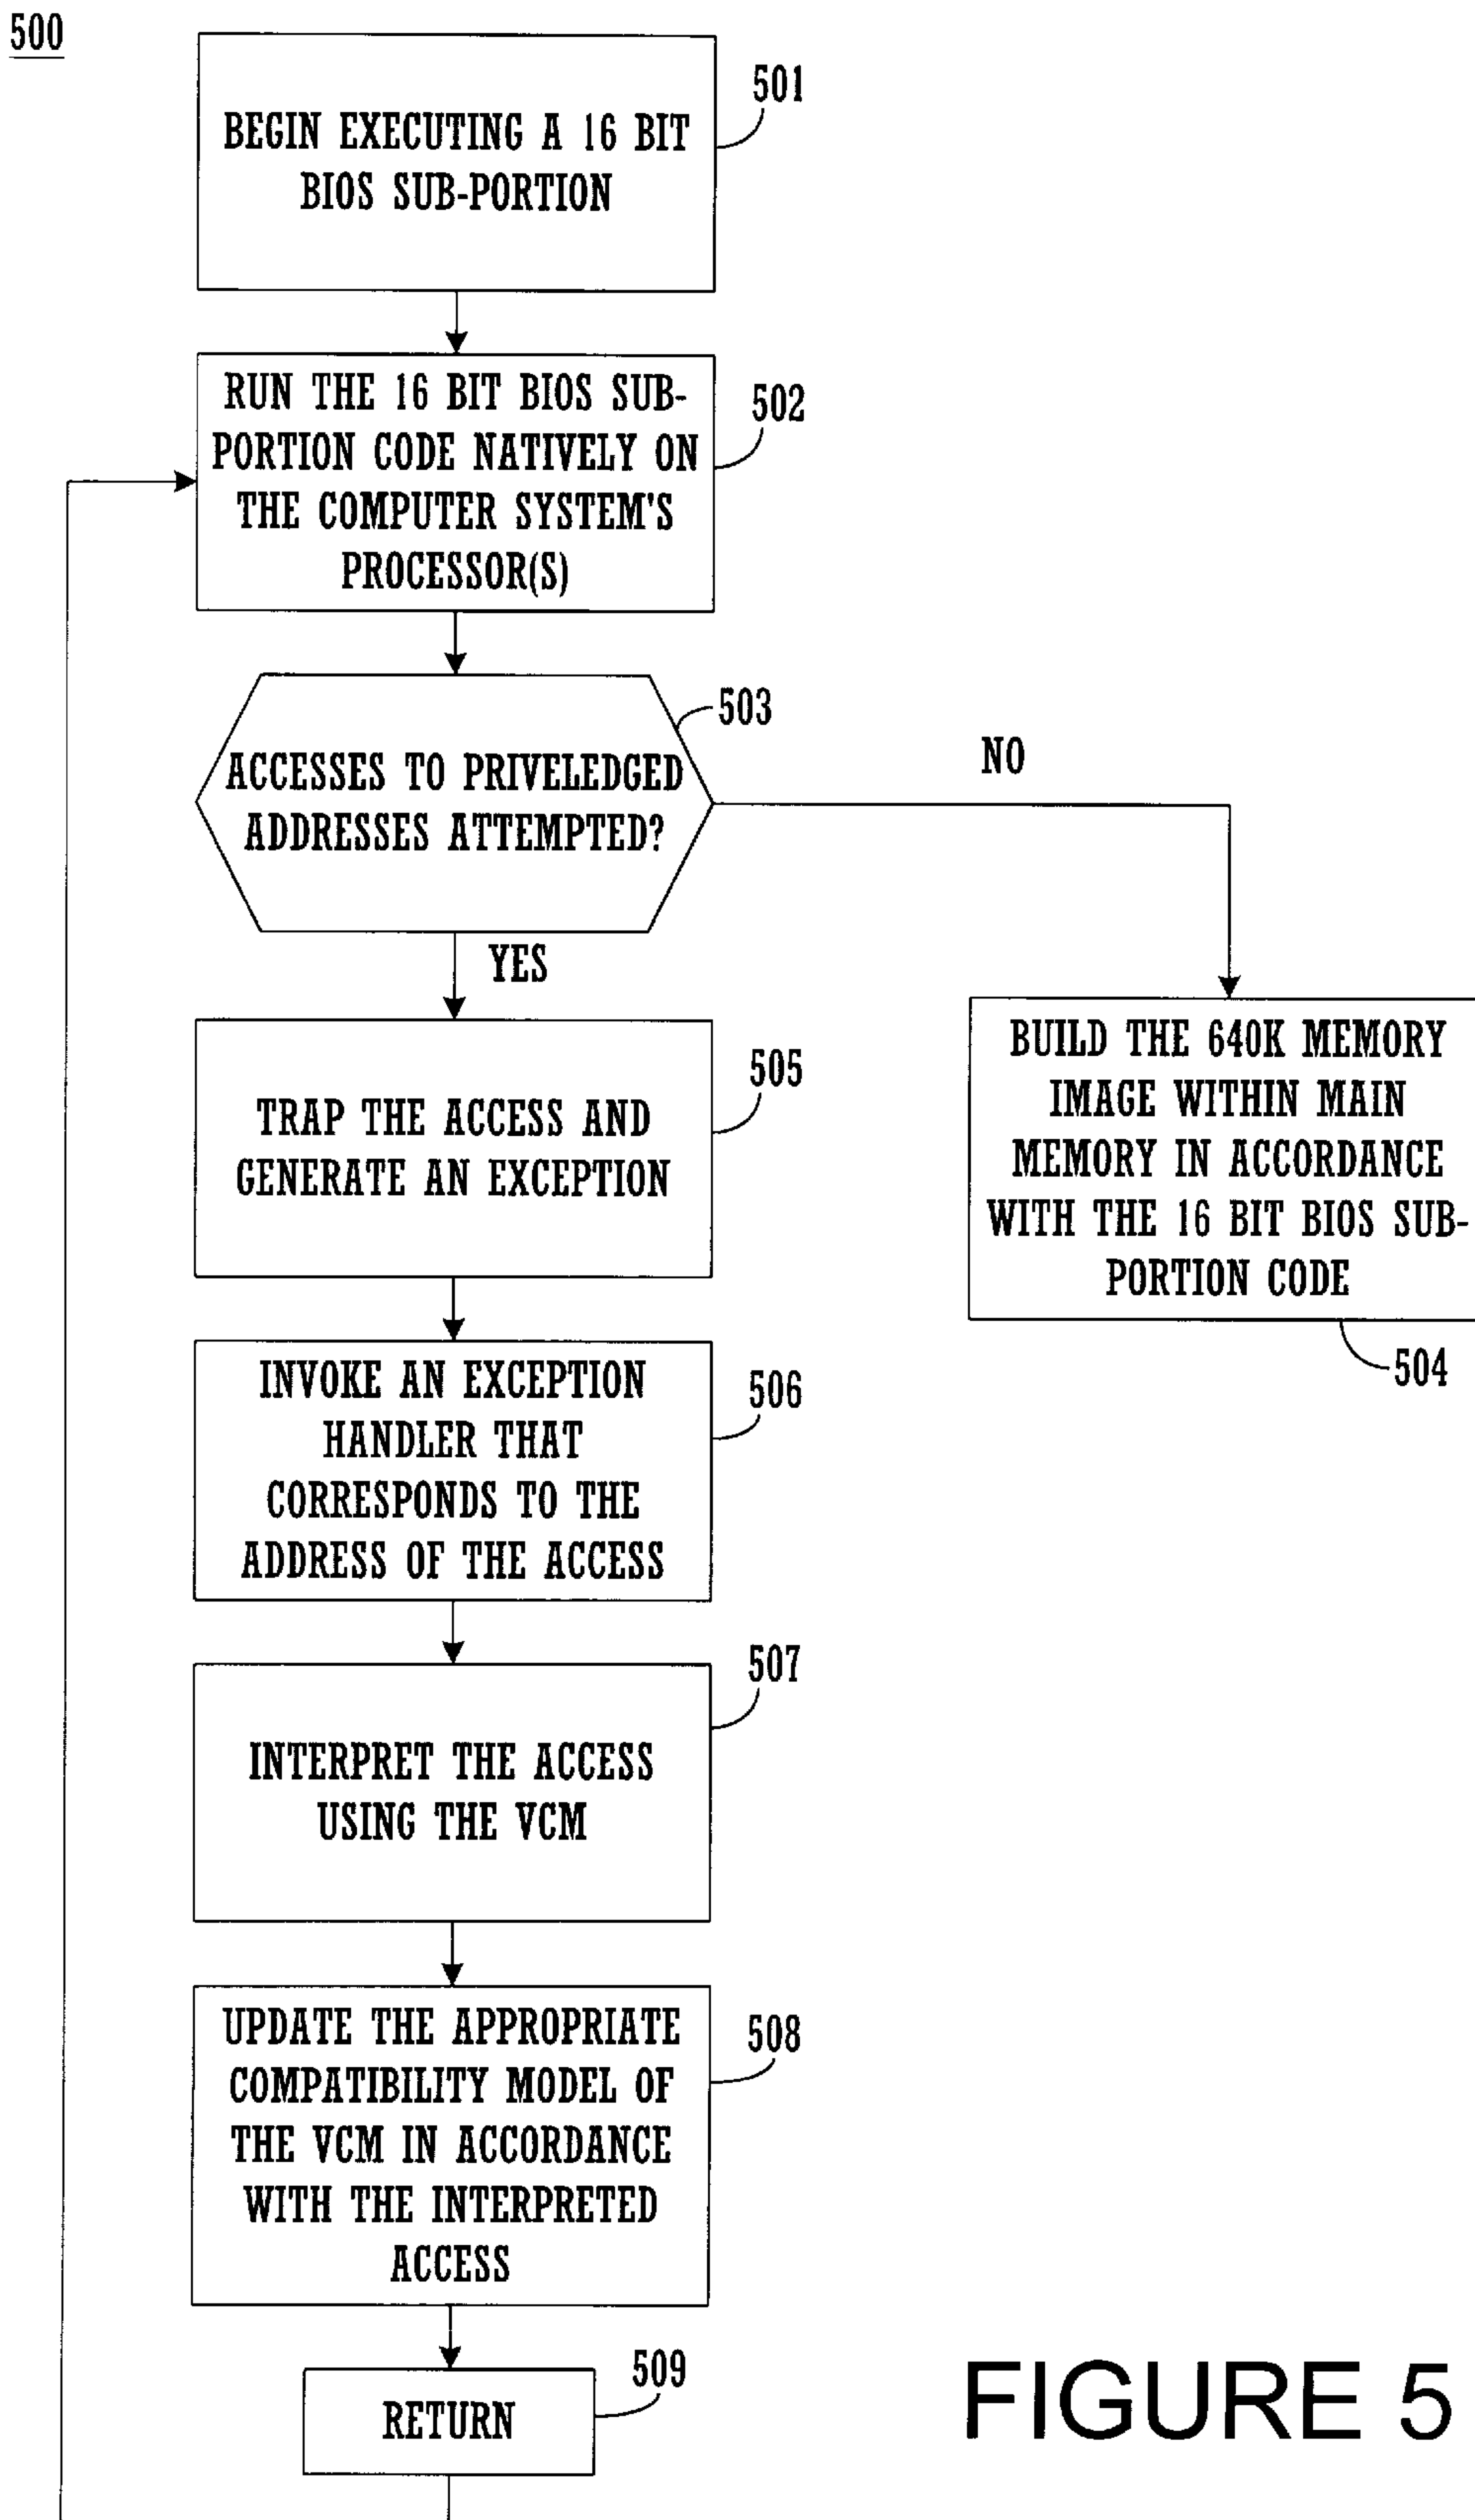 500
BEGIN EXECUTING A 16 BIT
BIOS SUB-PORTION
501
RUN THE 16 BIT BIOS SUB-
PORTION CODE NATIVELY ON
THE COMPUTER SYSTEM'S
PROCESSOR(S)
502
ACCESSES TO PRIVELEDGED
ADDRESSES ATTEMPTED?
503
NO
YES
BUILD THE 640K MEMORY
IMAGE WITHIN MAIN
MEMORY IN ACCORDANCE
WITH THE 16 BIT BIOS SUB-
PORTION CODE
504
TRAP THE ACCESS AND
GENERATE AN EXCEPTION
505
INVOKE AN EXCEPTION
HANDLER THAT
CORRESPONDS TO THE
ADDRESS OF THE ACCESS
506
INTERPRET THE ACCESS
USING THE VCM
507
UPDATE THE APPROPRIATE
COMPATIBILITY MODEL OF
THE VCM IN ACCORDANCE
WITH THE INTERPRETED
ACCESS
508
RETURN
509
FIGURE 5